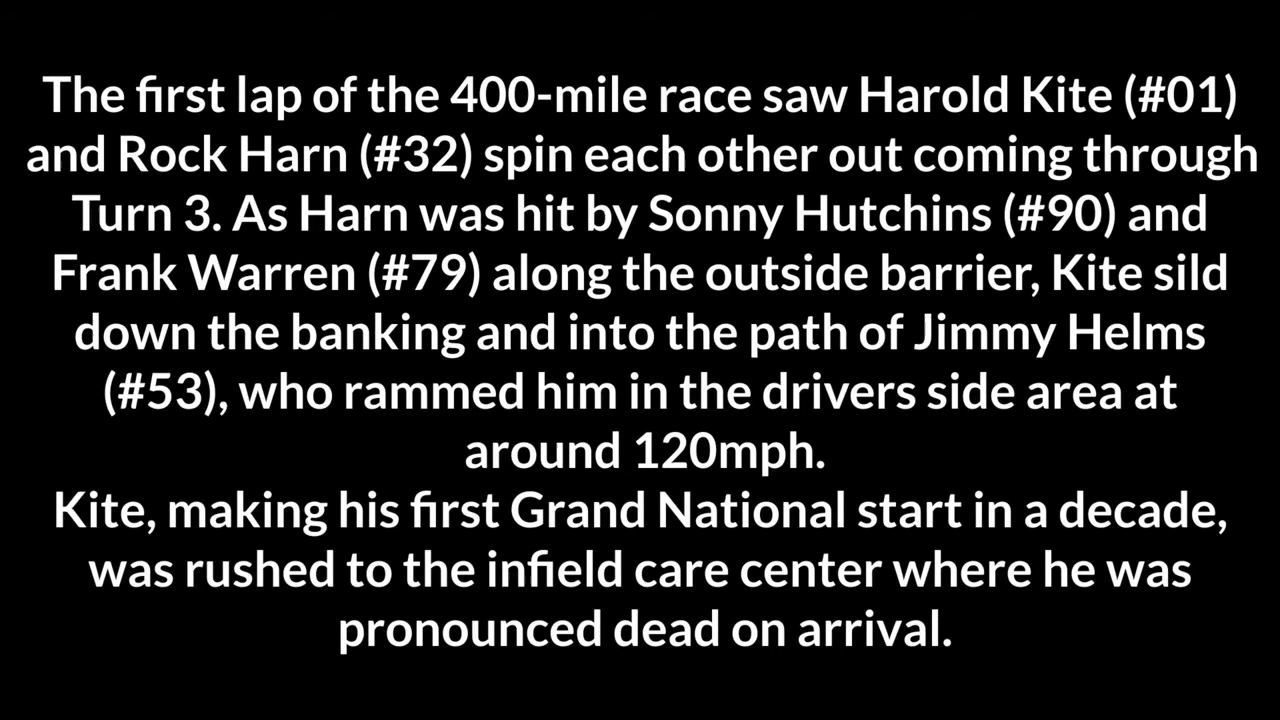 The first lap of the 400-mile race saw Harold Kite (#01)
and Rock Harn (#32) spin each other out coming through
Turn 3. As Harn was hit by Sonny Hutchins (#90) and
Frank Warren (#79) along the outside barrier, Kite sild
down the banking and into the path of Jimmy Helms
(#53), who rammed him in the drivers side area at
around 120mph.
Kite, making his first Grand National start in a decade,
was rushed to the infield care center where he was
pronounced dead on arrival.